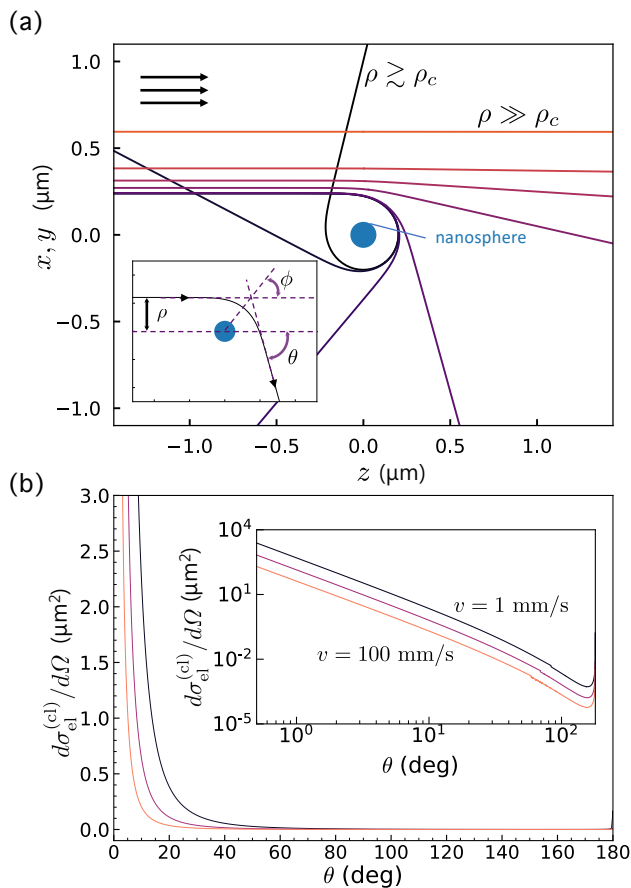 (a)
1.0
0.5
0.0
−0.5
−1.0
x, y (μm)
ρ ≳ ρc
ρ ≫ ρc
nanosphere
ρ
ϕ
θ
−1.0 −0.5 0.0 0.5 1.0
z (μm)
(b)
3.0
2.5
2.0
1.5
1.0
0.5
0.0
dσel(cl)/dΩ (μm²)
10⁴
10¹
10⁻²
10⁻⁵
dσel(cl)/dΩ (μm²)
v = 1 mm/s
v = 100 mm/s
10⁰ 10¹ 10²
θ (deg)
0 20 40 60 80 100 120 140 160 180
θ (deg)